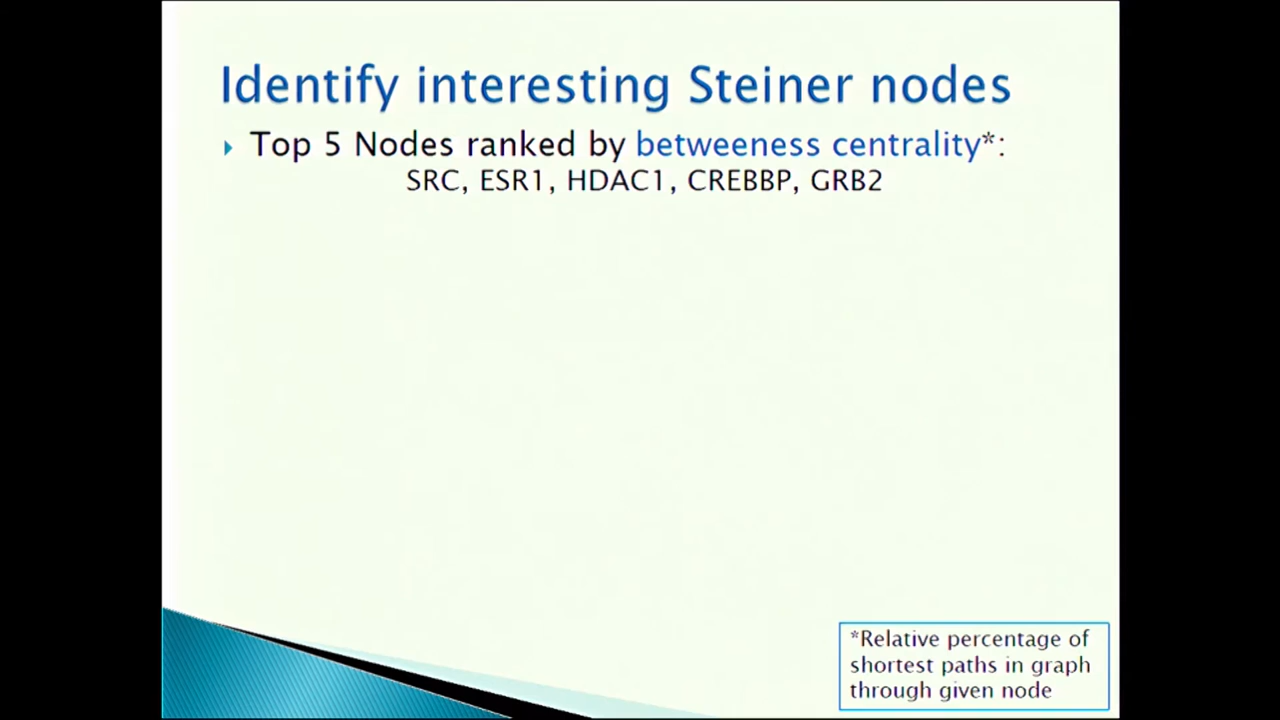 Identify interesting Steiner nodes
Top 5 Nodes ranked by betweeness centrality*:
SRC, ESR1, HDAC1, CREBBP, GRB2
*Relative percentage of
shortest paths in graph
through given node